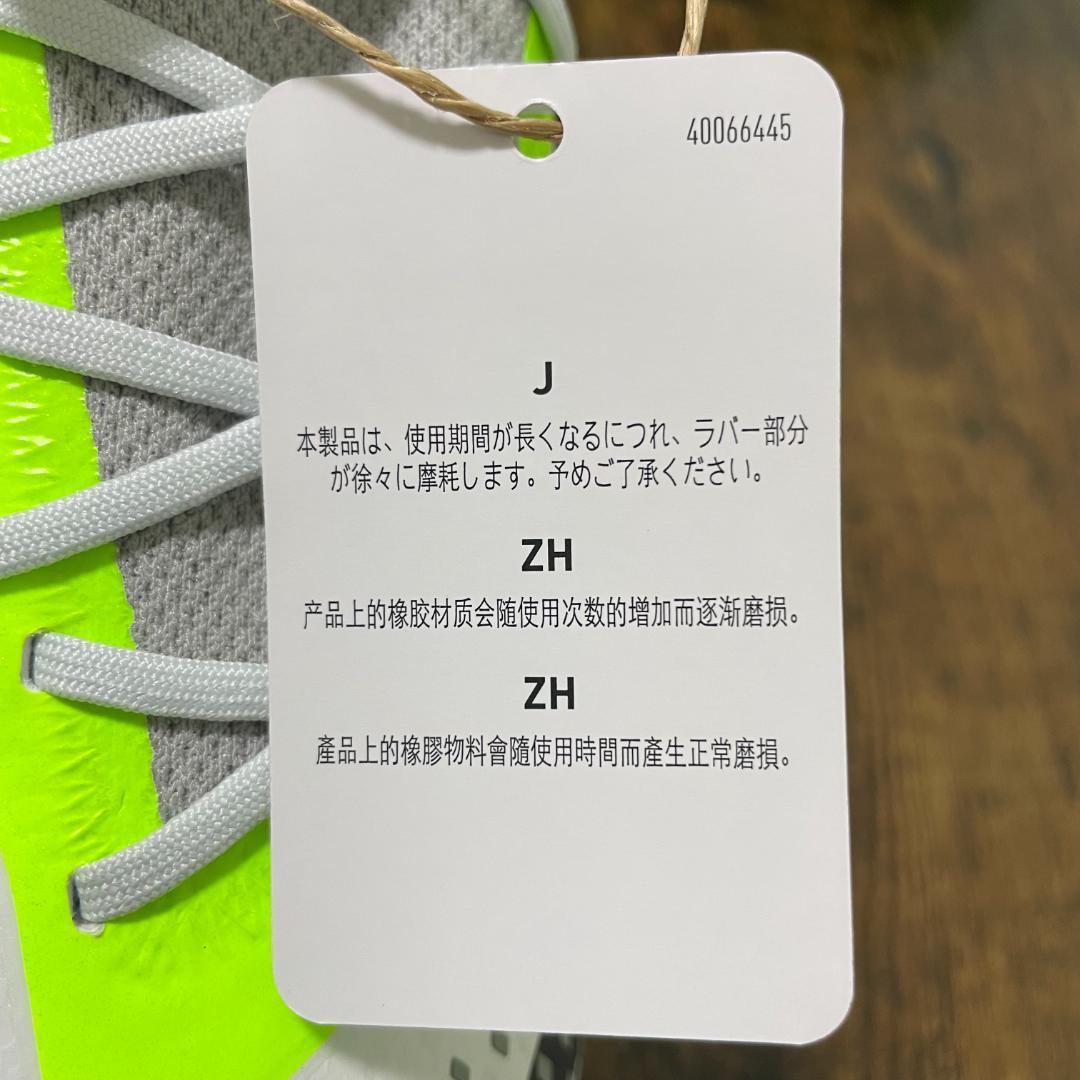 40066445
J
本製品は、使用期間が長くなるにつれ、ラバー部分
が徐々に摩耗します。予めご了承ください。
ZH
产品上的橡胶材质会随使用次数的增加而逐渐磨损。
ZH
產品上的橡膠物料會隨使用時間而產生正常磨損。